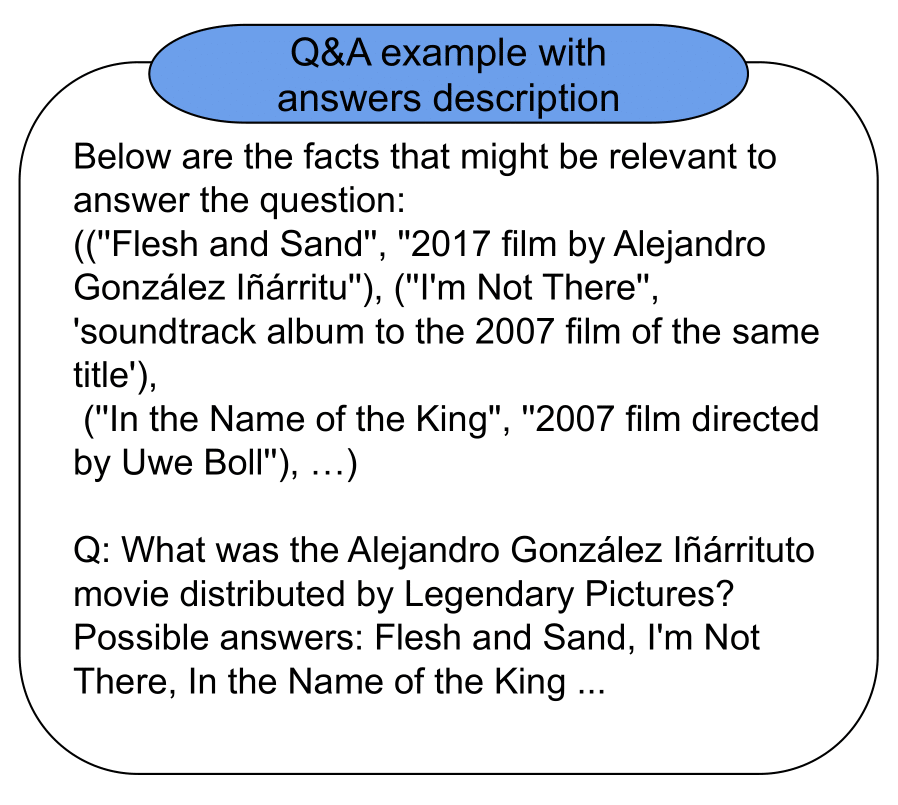 Q&A example with
answers description
Below are the facts that might be relevant to
answer the question:
(("Flesh and Sand", "2017 film by Alejandro
González Iñárritu"), ("I'm Not There",
'soundtrack album to the 2007 film of the same
title'),
("In the Name of the King", "2007 film directed
by Uwe Boll"), …)
Q: What was the Alejandro González Iñárrituto
movie distributed by Legendary Pictures?
Possible answers: Flesh and Sand, I'm Not
There, In the Name of the King ...